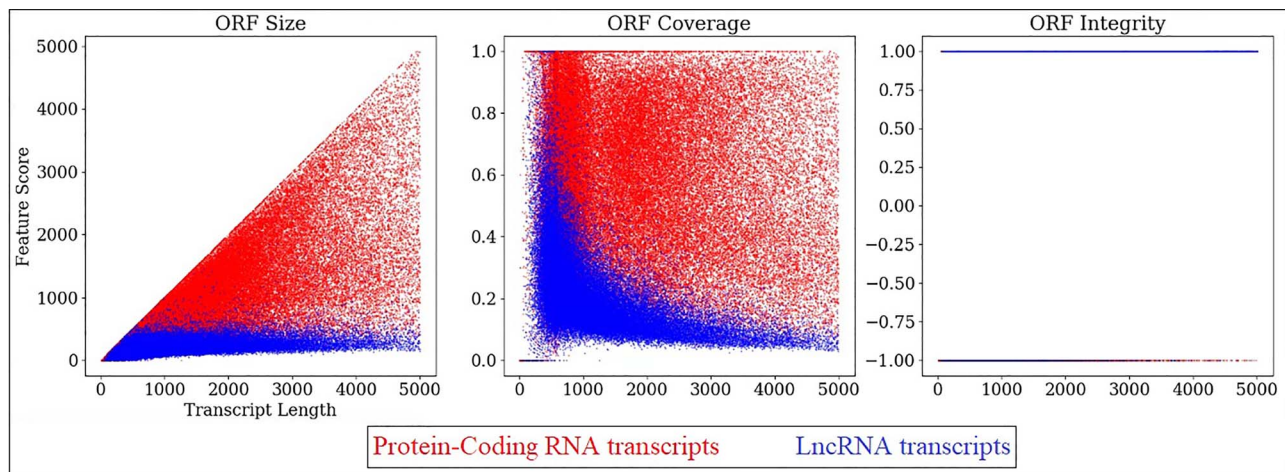 ORF Size
ORF Coverage
ORF Integrity
Feature Score
5000
4000
3000
2000
1000
0
0 1000 2000 3000 4000 5000
Transcript Length
1.0
0.8
0.6
0.4
0.2
0.0
0 1000 2000 3000 4000 5000
1.00
0.75
0.50
0.25
0.00
−0.25
−0.50
−0.75
−1.00
0 1000 2000 3000 4000 5000
Protein-Coding RNA transcripts LncRNA transcripts